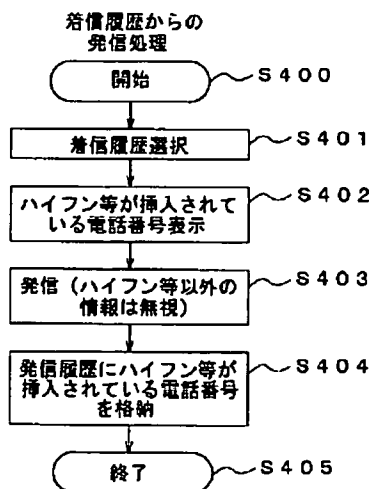 着信履歴からの
発信処理
開始
S400
着信履歴選択
S401
ハイフン等が挿入されて
いる電話番号表示
S402
発信（ハイフン等以外の
情報は無視）
S403
発信履歴にハイフン等が
挿入されている電話番号
を格納
S404
終了
S405